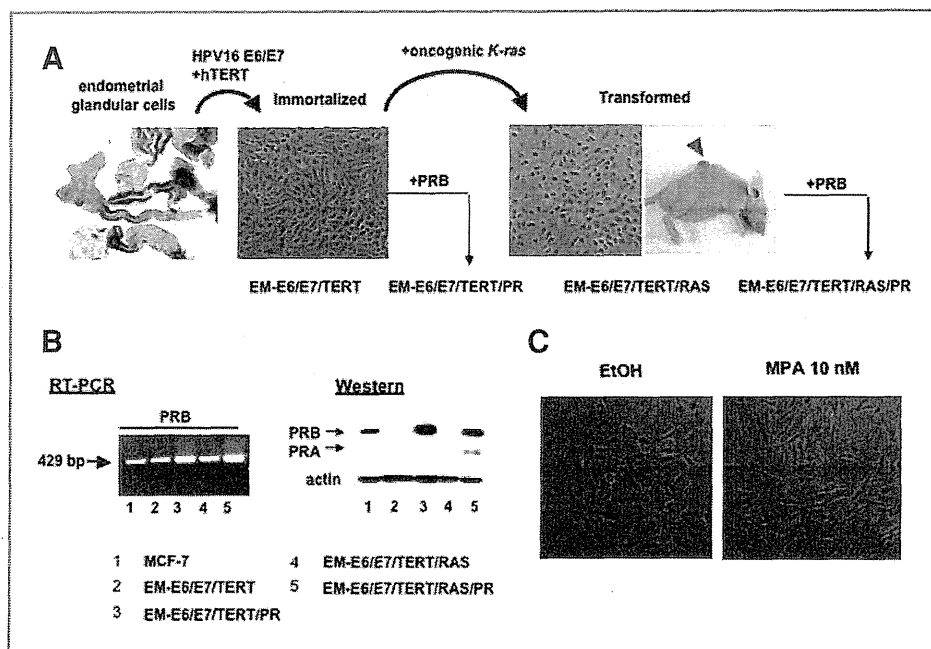 A
HPV16 E6/E7
+hTERT
+oncogenic K-ras
endometrial
glandular cells
Immortalized
Transformed
+PRB
+PRB
EM-E6/E7/TERT
EM-E6/E7/TERT/PR
EM-E6/E7/TERT/RAS
EM-E6/E7/TERT/RAS/PR
B
RT-PCR
PRB
429 bp
1 2 3 4 5
Western
PRB
PRA
actin
1 2 3 4 5
1 MCF-7
2 EM-E6/E7/TERT
3 EM-E6/E7/TERT/PR
4 EM-E6/E7/TERT/RAS
5 EM-E6/E7/TERT/RAS/PR
C
EtOH
MPA 10 nM